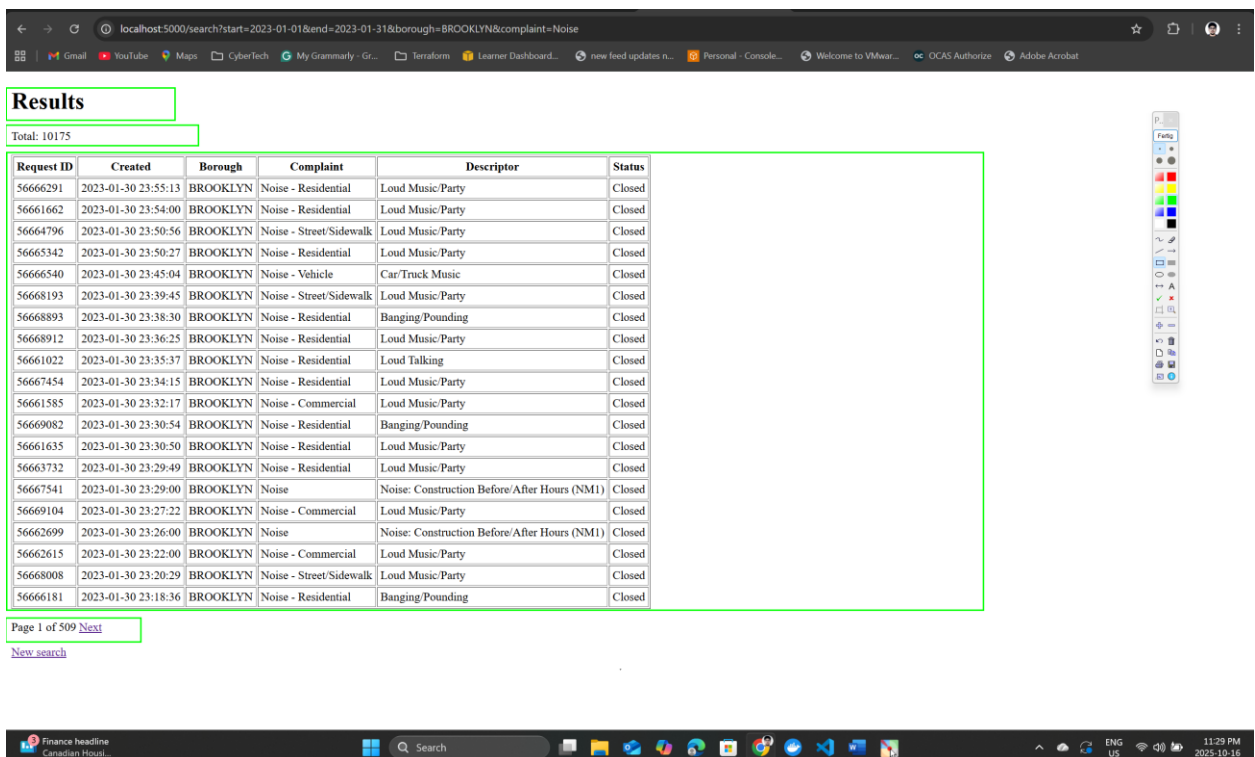 localhost:5000/search?start=2023-01-01&end=2023-01-31&borough=BROOKLYN&complaint=Noise
Gmail YouTube Maps CyberTech My Grammarly - Gr... Terraform Learner Dashboard... new feed updates n... Personal - Console... Welcome to VMwar... OCAS Authorize Adobe Acrobat
Results
Total: 10175
P...
Fertig
Request ID Created Borough Complaint Descriptor Status
56666291 2023-01-30 23:55:13 BROOKLYN Noise - Residential Loud Music/Party Closed
56661662 2023-01-30 23:54:00 BROOKLYN Noise - Residential Loud Music/Party Closed
56664796 2023-01-30 23:50:56 BROOKLYN Noise - Street/Sidewalk Loud Music/Party Closed
56665342 2023-01-30 23:50:27 BROOKLYN Noise - Residential Loud Music/Party Closed
56666540 2023-01-30 23:45:04 BROOKLYN Noise - Vehicle Car/Truck Music Closed
56668193 2023-01-30 23:39:45 BROOKLYN Noise - Street/Sidewalk Loud Music/Party Closed
56668893 2023-01-30 23:38:30 BROOKLYN Noise - Residential Banging/Pounding Closed
56668912 2023-01-30 23:36:25 BROOKLYN Noise - Residential Loud Music/Party Closed
56661022 2023-01-30 23:35:37 BROOKLYN Noise - Residential Loud Talking Closed
56667454 2023-01-30 23:34:15 BROOKLYN Noise - Residential Loud Music/Party Closed
56661585 2023-01-30 23:32:17 BROOKLYN Noise - Commercial Loud Music/Party Closed
56669082 2023-01-30 23:30:54 BROOKLYN Noise - Residential Banging/Pounding Closed
56661635 2023-01-30 23:30:50 BROOKLYN Noise - Residential Loud Music/Party Closed
56663732 2023-01-30 23:29:49 BROOKLYN Noise - Residential Loud Music/Party Closed
56667541 2023-01-30 23:29:00 BROOKLYN Noise Noise: Construction Before/After Hours (NM1) Closed
56669104 2023-01-30 23:27:22 BROOKLYN Noise - Commercial Loud Music/Party Closed
56662699 2023-01-30 23:26:00 BROOKLYN Noise Noise: Construction Before/After Hours (NM1) Closed
56662615 2023-01-30 23:22:00 BROOKLYN Noise - Commercial Loud Music/Party Closed
56668008 2023-01-30 23:20:29 BROOKLYN Noise - Street/Sidewalk Loud Music/Party Closed
56666181 2023-01-30 23:18:36 BROOKLYN Noise - Residential Banging/Pounding Closed
Page 1 of 509 Next
New search
3 Finance headline
Canadian Housi...
Search
ENG
US
11:29 PM
2025-10-16